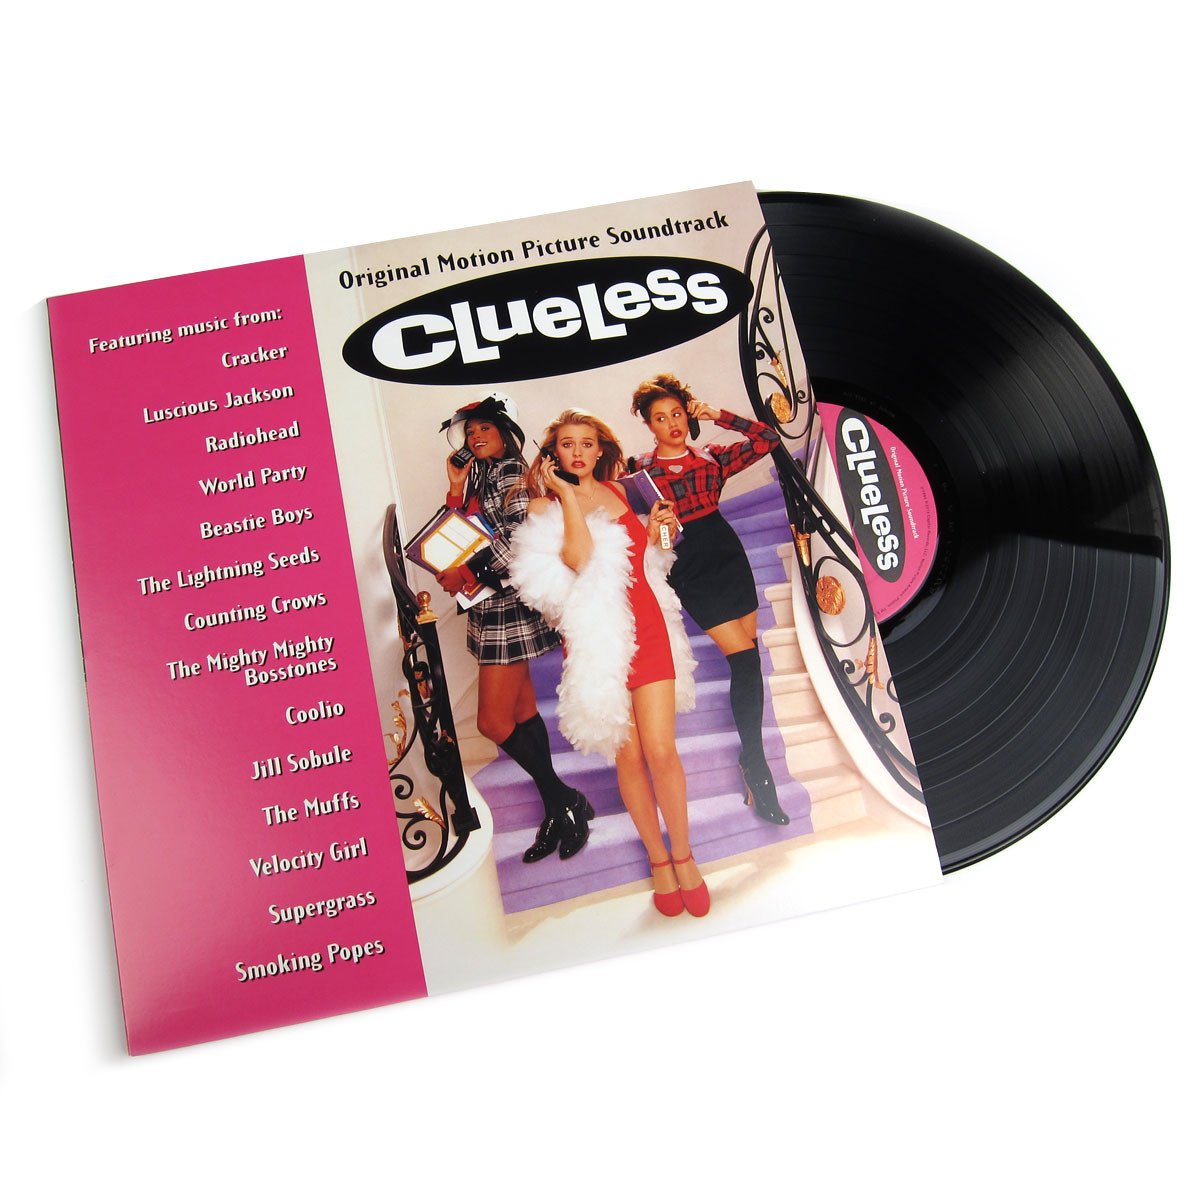 Original Motion Picture Soundtrack
Clueless
Featuring music from:
Cracker
Luscious Jackson
Radiohead
World Party
Beastie Boys
The Lightning Seeds
Counting Crows
The Mighty Mighty
Bosstones
Coolio
Jill Sobule
The Muffs
Velocity Girl
Supergrass
Smoking Popes
CHER
Clueless
Original Motion Picture Soundtrack